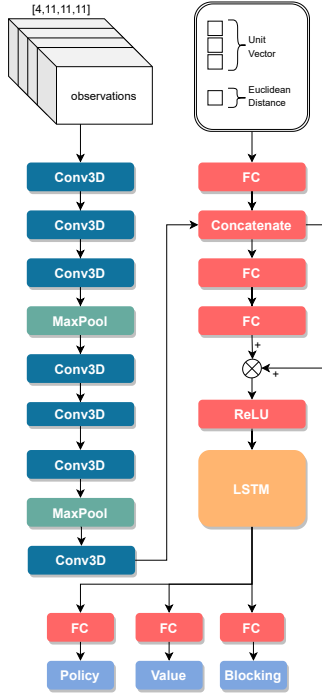 [4,11,11,11]
observations
Unit
Vector
Euclidean
Distance
Conv3D
Conv3D
Conv3D
MaxPool
Conv3D
Conv3D
Conv3D
MaxPool
Conv3D
FC
Concatenate
FC
FC
+
+
ReLU
LSTM
FC
FC
FC
Policy
Value
Blocking